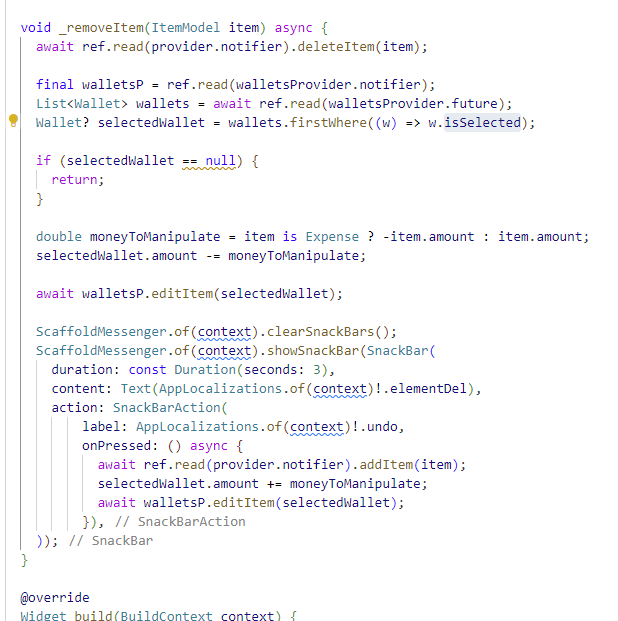 void _removeItem(ItemModel item) async {
await ref.read(provider.notifier).deleteItem(item);
final walletsP = ref.read(walletsProvider.notifier);
List<Wallet> wallets = await ref.read(walletsProvider.future);
Wallet? selectedWallet = wallets.firstWhere((w) => w.isSelected);
if (selectedWallet == null) {
return;
}
double moneyToManipulate = item is Expense ? -item.amount : item.amount;
selectedWallet.amount -= moneyToManipulate;
await walletsP.editItem(selectedWallet);
ScaffoldMessenger.of(context).clearSnackBars();
ScaffoldMessenger.of(context).showSnackBar(SnackBar(
duration: const Duration(seconds: 3),
content: Text(AppLocalizations.of(context)!.elementDel),
action: SnackBarAction(
label: AppLocalizations.of(context)!.undo,
onPressed: () async {
await ref.read(provider.notifier).addItem(item);
selectedWallet.amount += moneyToManipulate;
await walletsP.editItem(selectedWallet);
}), // SnackBarAction
)); // SnackBar
}
@override
Widget build(BuildContext context) {